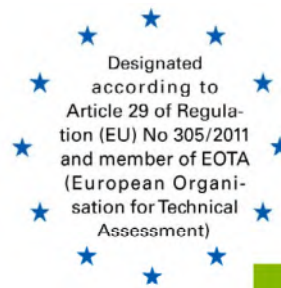 Designated
according to
Article 29 of Regula-
tion (EU) No 305/2011
and member of EOTA
(European Organi-
sation for Technical
Assessment)